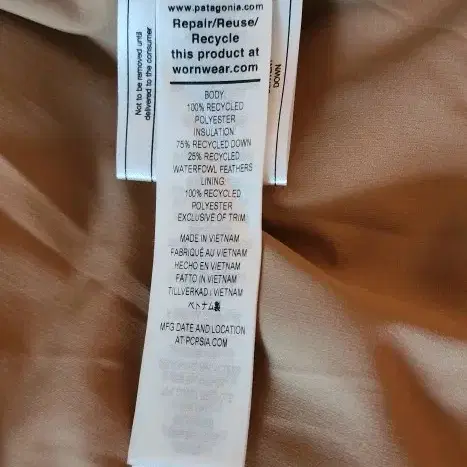 www.patagonia.com
Repair/Reuse/
Recycle
this product at
wornwear.com
BODY
100% RECYCLED
POLYESTER
INSULATION
75% RECYCLED DOWN
25% RECYCLED
WATERFOWL FEATHERS
LINING
100% RECYCLED
POLYESTER
EXCLUSIVE OF TRIM
MADE IN VIETNAM
FABRIQUÉ AU VIETNAM
HECHO EN VIETNAM
FATTO IN VIETNAM
TILLVERKAD I VIETNAM
ベトナム製
MFG DATE AND LOCATION
AT-PCPSIA.COM
Not to be removed until
delivered to the consumer
DOWN